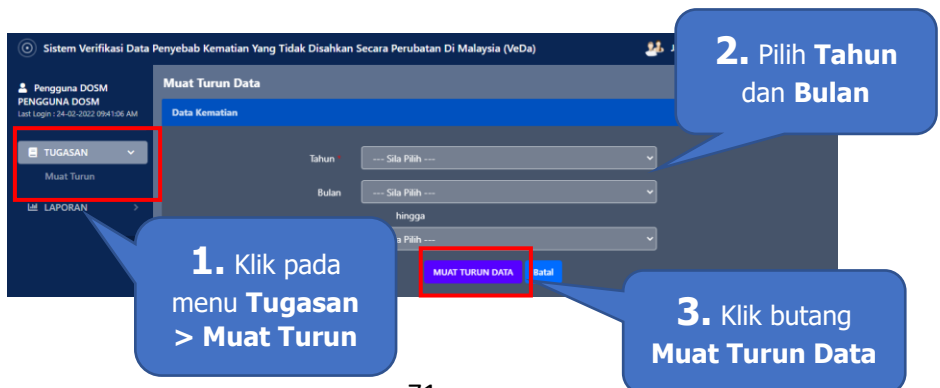 Sistem Verifikasi Data Penyebab Kematian Yang Tidak Disahkan Secara Perubatan Di Malaysia (VeDa)
Pengguna DOSM
PENGGUNA DOSM
Last Login : 24-02-2022 09:41:06 AM
TUGASAN
Muat Turun
LAPORAN
Muat Turun Data
Data Kematian
Tahun *
--- Sila Pilih ---
Bulan
--- Sila Pilih ---
hingga
Pilih ---
MUAT TURUN DATA
Batal
1. Klik pada
menu Tugasan
> Muat Turun
2. Pilih Tahun
dan Bulan
3. Klik butang
Muat Turun Data